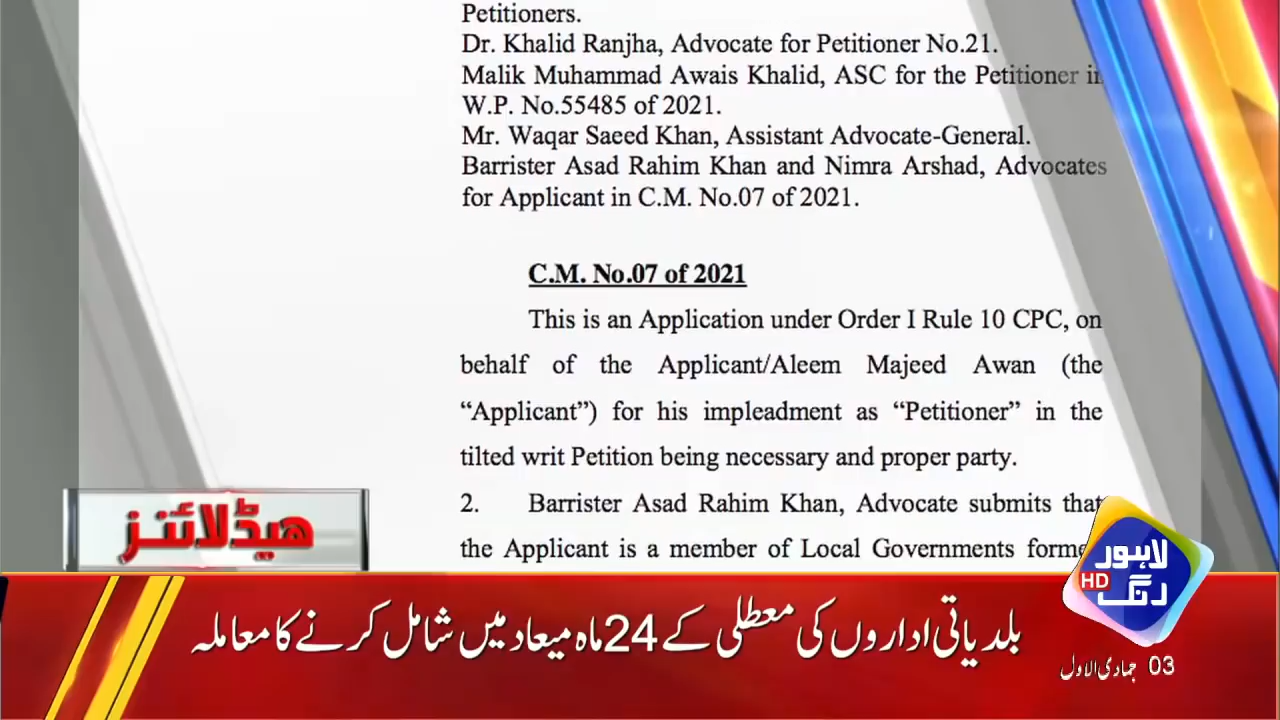 Petitioners.
Dr. Khalid Ranjha, Advocate for Petitioner No.21.
Malik Muhammad Awais Khalid, ASC for the Petitioner in
W.P. No.55485 of 2021.
Mr. Waqar Saeed Khan, Assistant Advocate-General.
Barrister Asad Rahim Khan and Nimra Arshad, Advocates
for Applicant in C.M. No.07 of 2021.
C.M. No.07 of 2021
This is an Application under Order I Rule 10 CPC, on
behalf of the Applicant/Aleem Majeed Awan (the
“Applicant”) for his impleadment as “Petitioner” in the
tilted writ Petition being necessary and proper party.
2. Barrister Asad Rahim Khan, Advocate submits that
the Applicant is a member of Local Governments forme
ہیڈلائنز
لاہور
HD رنگ
بلدیاتی اداروں کی معطلی کے 24 ماہ میعاد میں شامل کرنے کا معاملہ
03 جمادی الاول